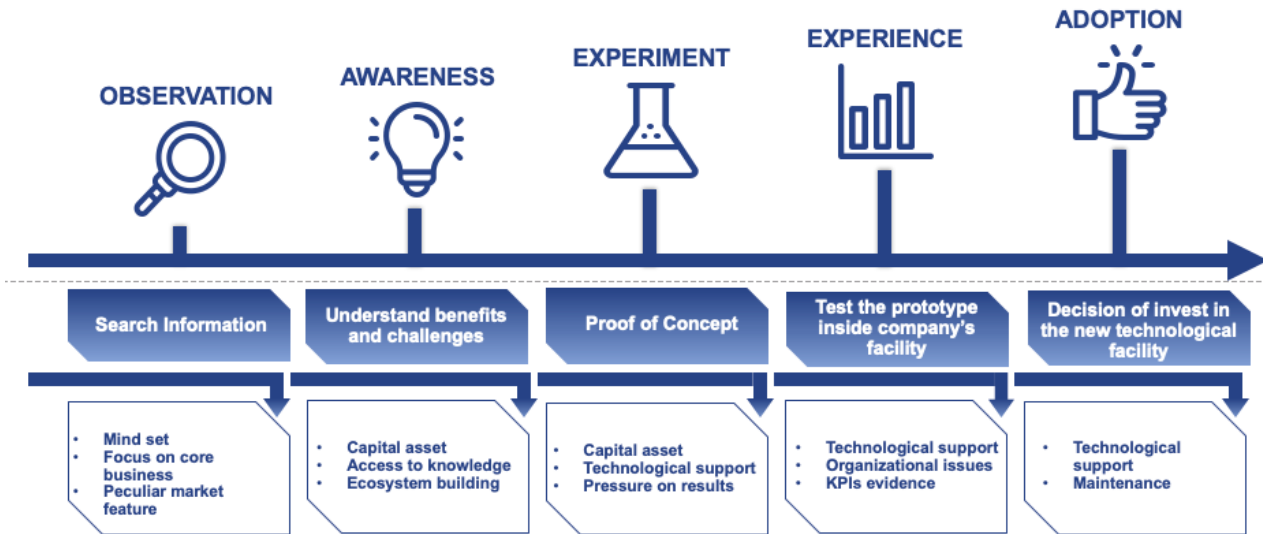 OBSERVATION
AWARENESS
EXPERIMENT
EXPERIENCE
ADOPTION
Search Information
Understand benefits
and challenges
Proof of Concept
Test the prototype
inside company's
facility
Decision of invest in
the new technological
facility
• Mind set
• Focus on core
business
• Peculiar market
feature
• Capital asset
• Access to knowledge
• Ecosystem building
• Capital asset
• Technological support
• Pressure on results
• Technological support
• Organizational issues
• KPIs evidence
• Technological
support
• Maintenance